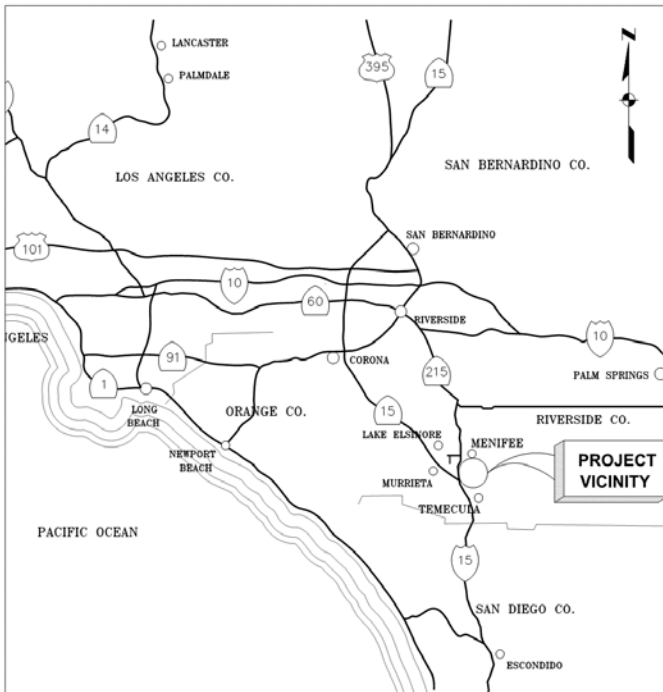 LANCASTER
PALMDALE
395
15
N
14
LOS ANGELES CO.
SAN BERNARDINO CO.
SAN BERNARDINO
101
10
60
RIVERSIDE
NGELES
91
CORONA
215
10
PALM SPRINGS
1
LONG
BEACH
ORANGE CO.
15
LAKE ELSINORE
RIVERSIDE CO.
MENIFEE
NEWPORT
BEACH
MURRIETA
PROJECT
VICINITY
TEMECULA
PACIFIC OCEAN
15
SAN DIEGO CO.
ESCONDIDO